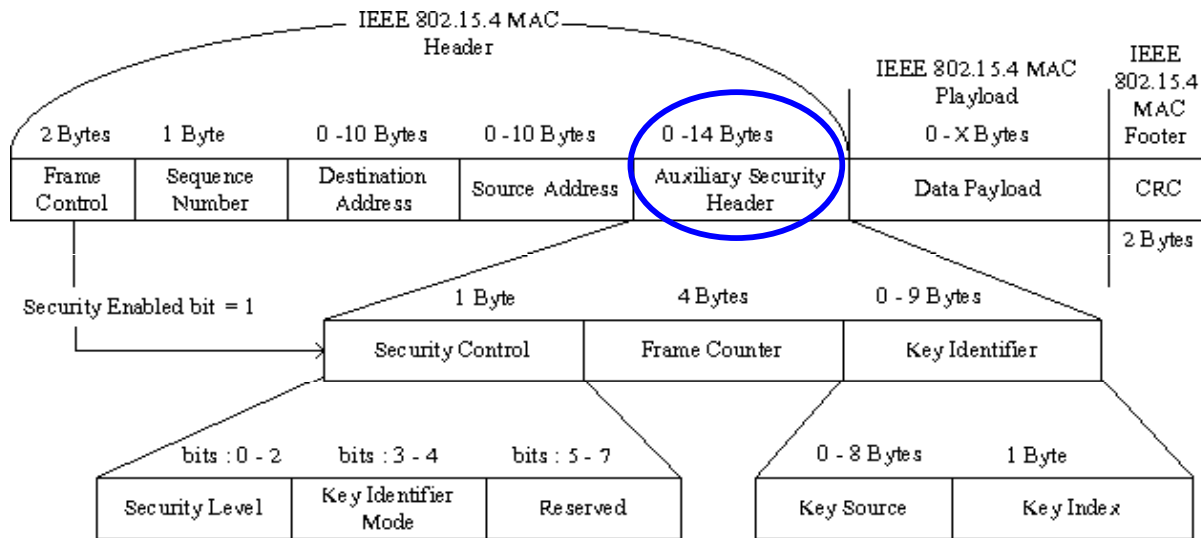 IEEE 802.15.4 MAC
Header
IEEE 802.15.4 MAC
Playload
IEEE
802.15.4
MAC
Footer
2 Bytes
1 Byte
0 -10 Bytes
0 -10 Bytes
0 -14 Bytes
0 - X Bytes
Frame
Control
Sequence
Number
Destination
Address
Source Address
Auxiliary Security
Header
Data Payload
CRC
2 Bytes
Security Enabled bit = 1
1 Byte
4 Bytes
0 - 9 Bytes
Security Control
Frame Counter
Key Identifier
bits : 0 - 2
bits : 3 - 4
bits : 5 - 7
0 - 8 Bytes
1 Byte
Security Level
Key Identifier
Mode
Reserved
Key Source
Key Index